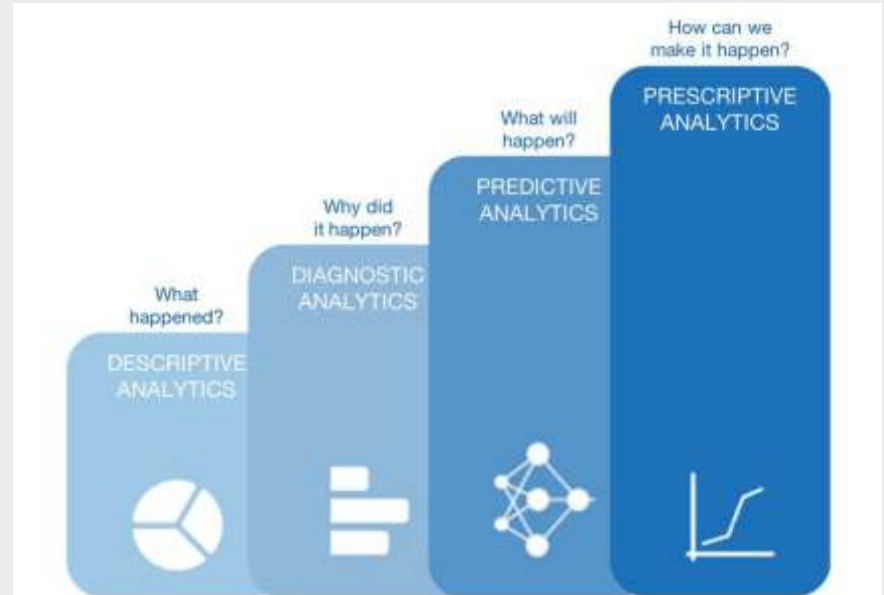 How can we
make it happen?
PRESCRIPTIVE
ANALYTICS
What will
happen?
PREDICTIVE
ANALYTICS
Why did
it happen?
DIAGNOSTIC
ANALYTICS
What
happened?
DESCRIPTIVE
ANALYTICS